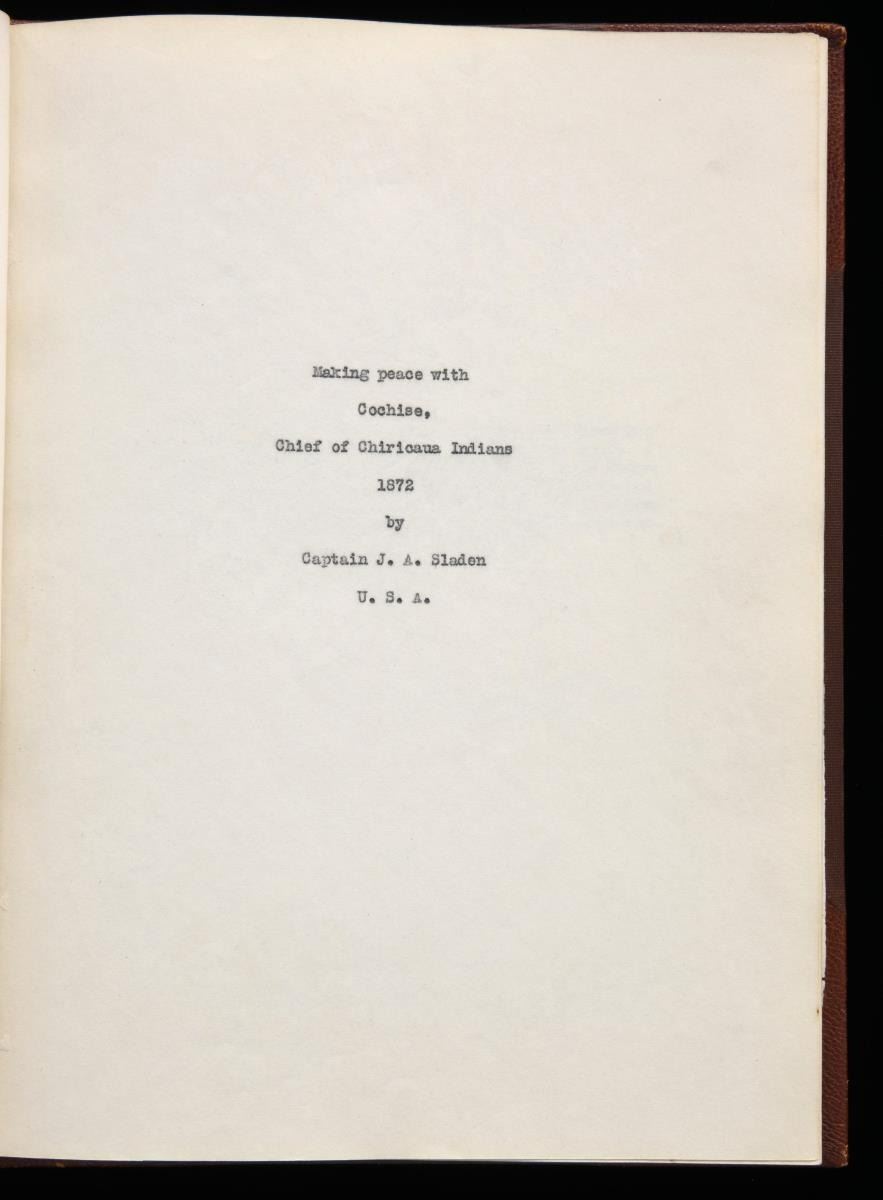 Making peace with
Cochise,
Chief of Chiricaua Indians
1872
by
Captain J. A. Sladen
U. S. A.